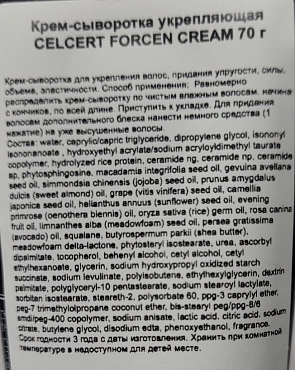 Крем-сыворотка укрепляющая
CELCERT FORCEN CREAM 70 г
Крем-сыворотка для укрепления волос, придания упругости, силы,
объема, эластичности. Способ применения: Равномерно
распределить крем-сыворотку по чистым влажным волосам, начиная
с кончиков, по всей длине. Приступить к укладке. Для придания
волосам дополнительного блеска нанести немного средства (1
нажатие) на уже высушенные волосы.
Состав: water, caprylic/capric triglyceride, dipropylene glycol, isononyl
isononanoate , hydroxyethyl acrylate/sodium acryloyldimethyl taurate
copolymer, hydrolyzed rice protein, ceramide ng, ceramide np, ceramide
ap, phytosphingosine, macadamia integrifolia seed oil, gevuina avellana
seed oil, simmondsia chinensis (jojoba) seed oil, prunus amygdalus
dulcis (sweet almond) oil, grape (vitis vinifera) seed oil, camellia
japonica seed oil, helianthus annuus (sunflower) seed oil, evening
primrose (oenothera biennis) oil, oryza sativa (rice) germ oil, rosa canina
fruit oil, limnanthes alba (meadowfoam) seed oil, persea gratissima
(avocado) oil, squalane, butyrospermum parkii (shea butter),
meadowfoam delta-lactone, phytosteryl isostearate, urea, ascorbyl
dipalmitate, tocopherol, behenyl alcohol, cetyl alcohol, cetyl
ethylhexanoate, glycerin, sodium hydroxypropyl oxidized starch
succinate, sodium levulinate, polyisobutene, ethylhexylglycerin, dextrin
palmitate, polyglyceryl-10 pentastearate, sodium stearoyl lactylate,
sorbitan isostearate, steareth-2, polysorbate 60, ppg-3 caprylyl ether,
peg-7 trimethylolpropane coconut ether, bis-stearyl peg/ppg-8/6
smdi/peg-400 copolymer, sodium anisate, lactic acid, citric acid, sodium
citrate, butylene glycol, disodium edta, phenoxyethanol, fragrance.
Срок годности 3 года с даты изготовления. Хранить при комнатной
температуре в недоступном для детей месте.